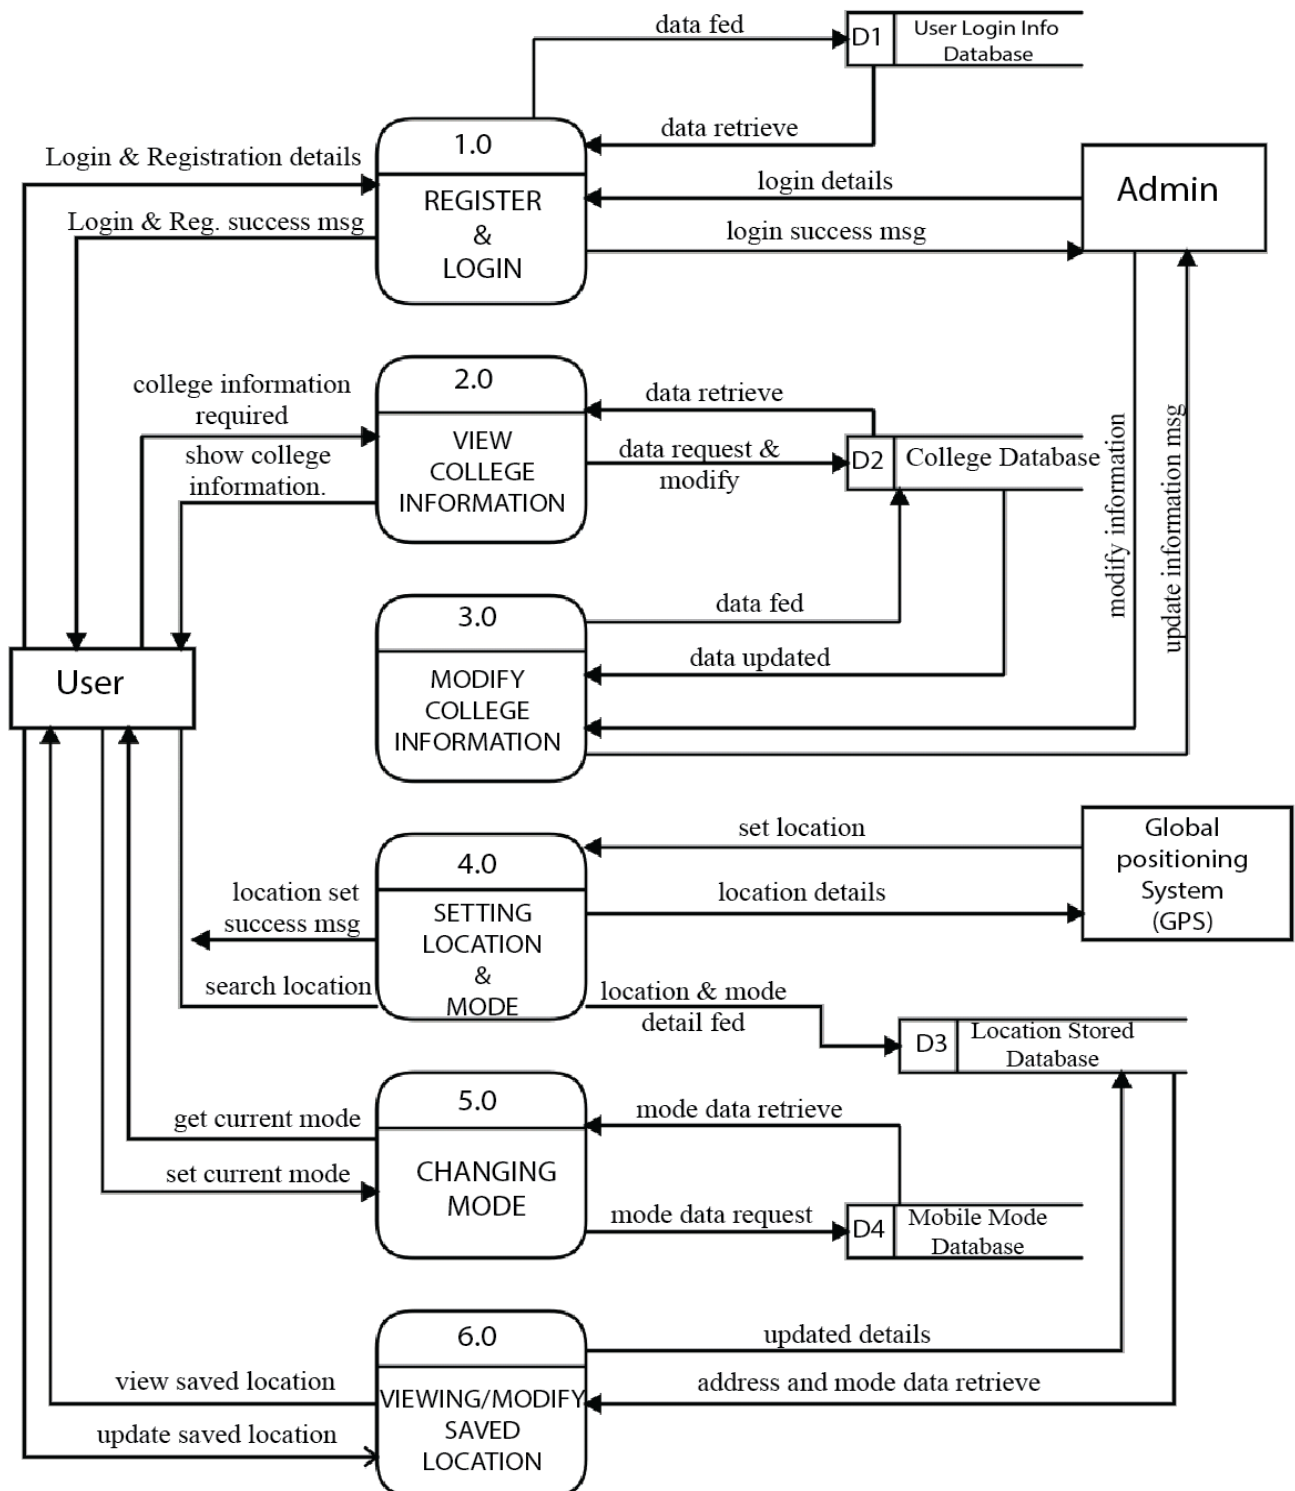 data fed
D1
User Login Info
Database
data retrieve
1.0
REGISTER
&
LOGIN
Login & Registration details
Login & Reg. success msg
login details
login success msg
Admin
college information
required
show college
information.
2.0
VIEW
COLLEGE
INFORMATION
data retrieve
data request &
modify
D2
College Database
modify information
update information msg
3.0
MODIFY
COLLEGE
INFORMATION
data fed
data updated
User
4.0
SETTING
LOCATION
&
MODE
set location
location details
Global
positioning
System
(GPS)
location set
success msg
search location
location & mode
detail fed
D3
Location Stored
Database
5.0
CHANGING
MODE
get current mode
set current mode
mode data retrieve
mode data request
D4
Mobile Mode
Database
6.0
VIEWING/MODIFY
SAVED
LOCATION
updated details
address and mode data retrieve
view saved location
update saved location